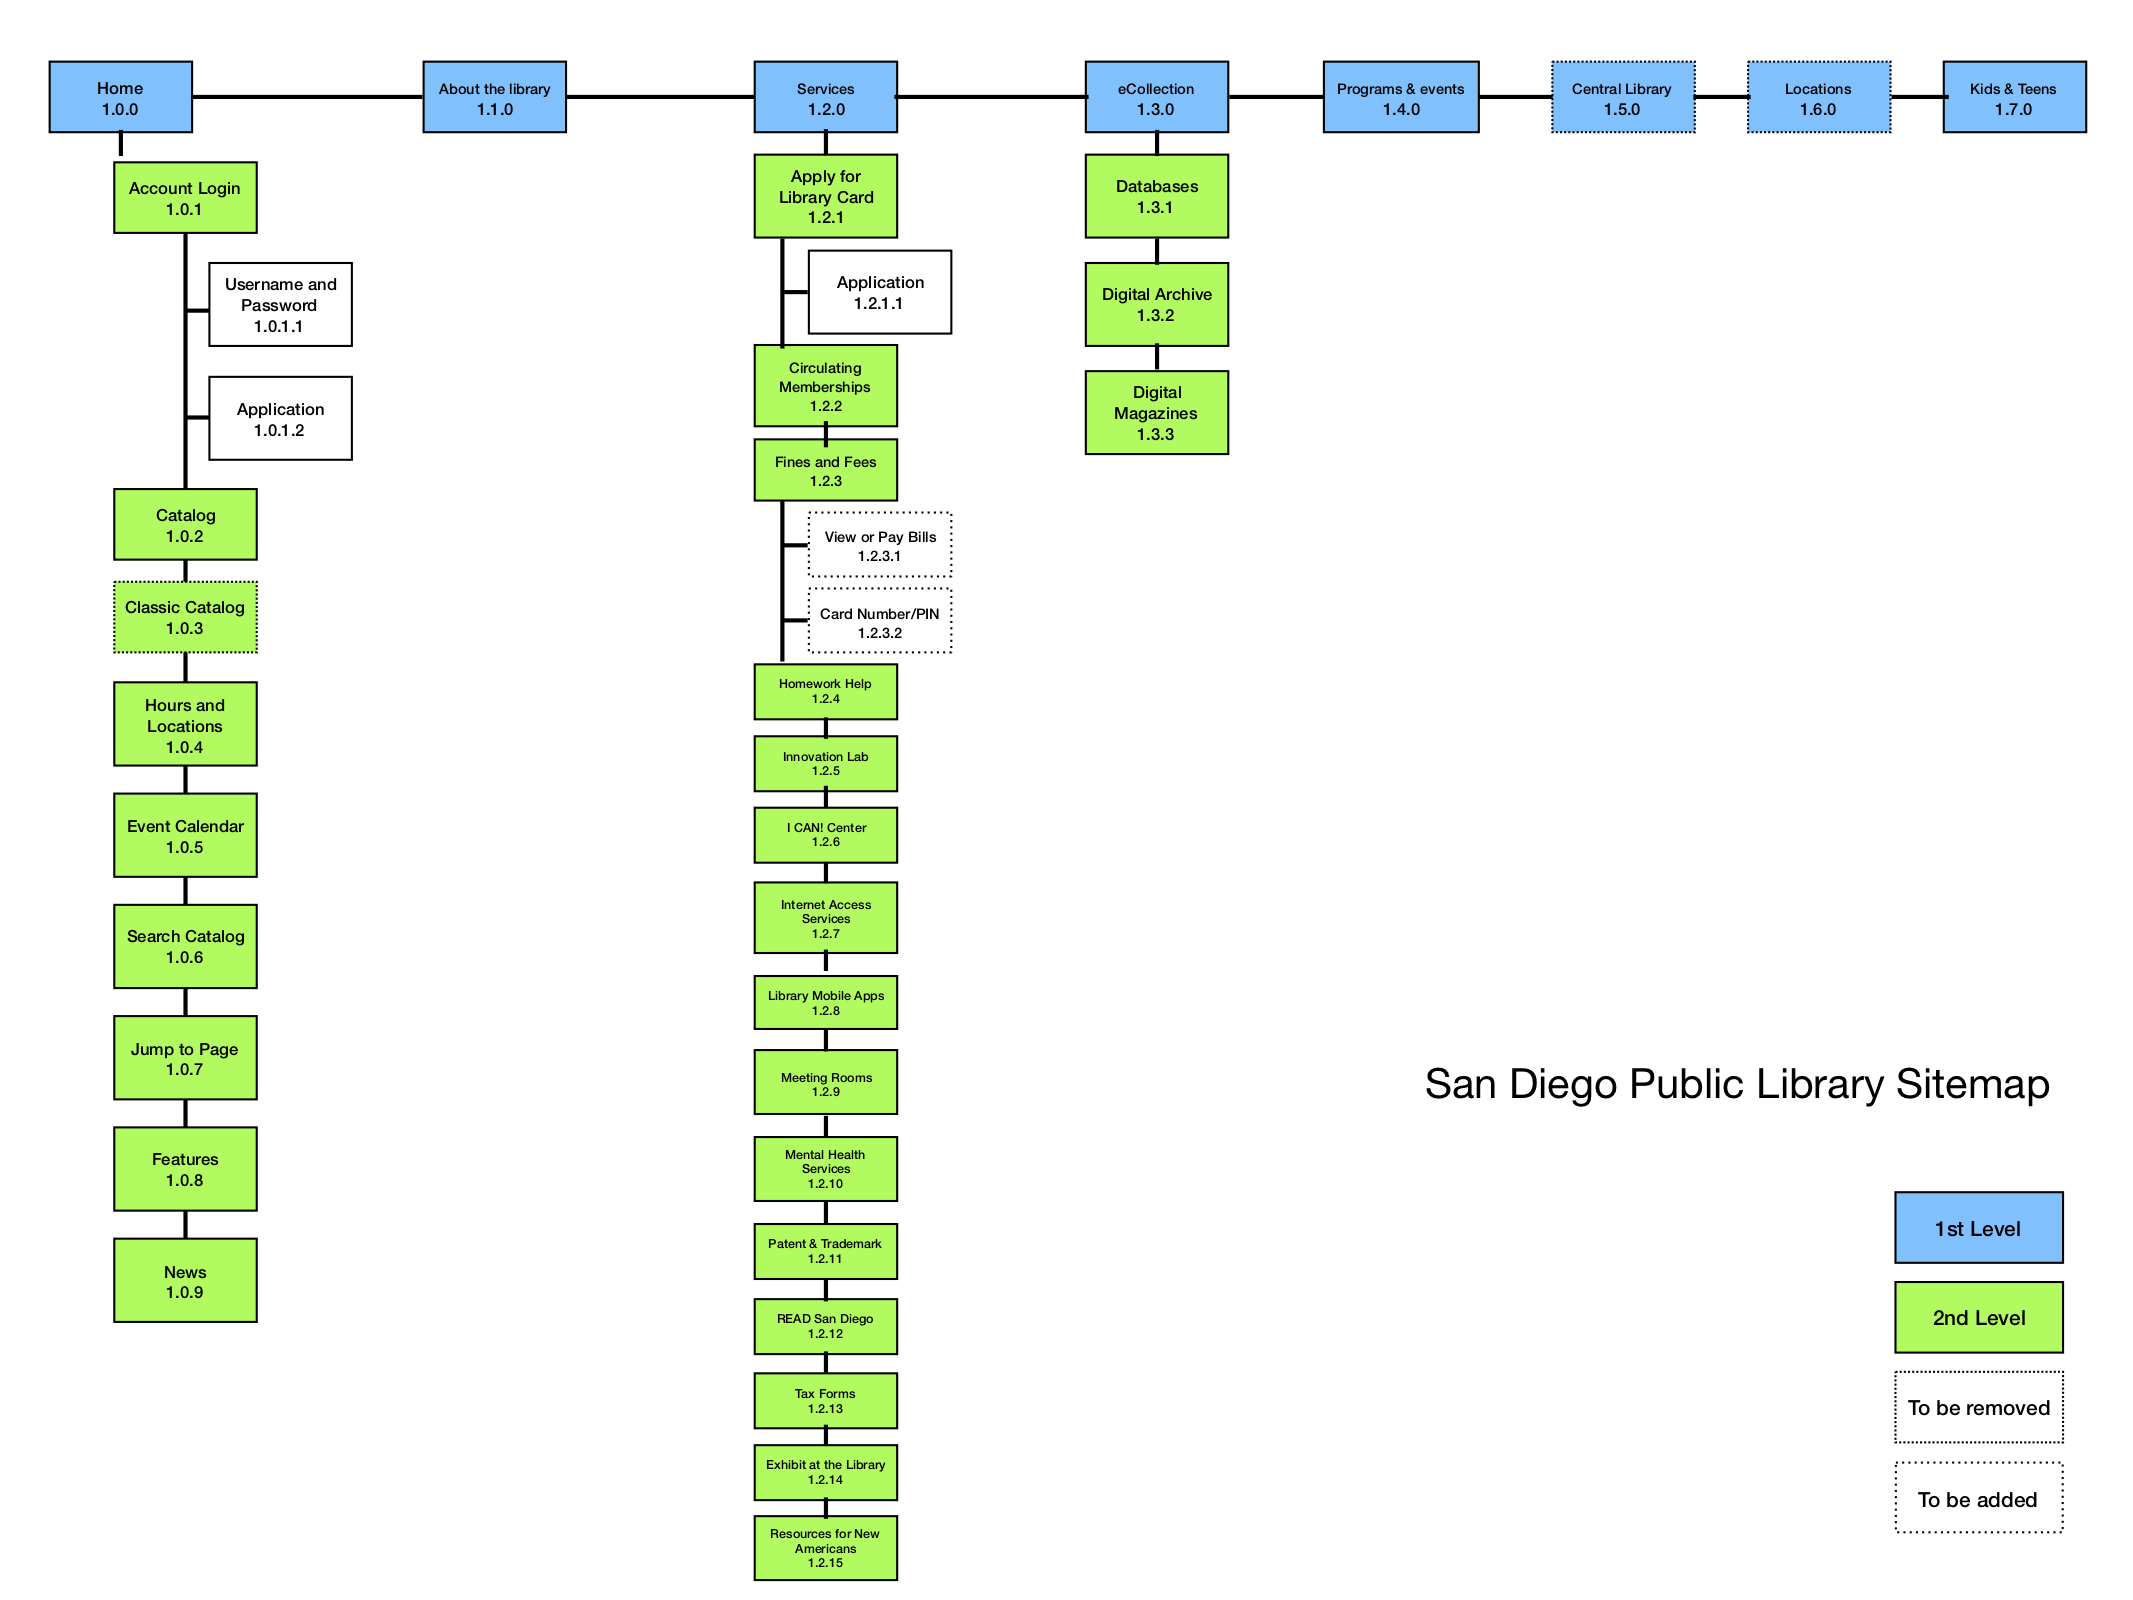 Home
1.0.0
About the library
1.1.0
Services
1.2.0
eCollection
1.3.0
Programs & events
1.4.0
Central Library
1.5.0
Locations
1.6.0
Kids & Teens
1.7.0
Account Login
1.0.1
Username and
Password
1.0.1.1
Application
1.0.1.2
Catalog
1.0.2
Classic Catalog
1.0.3
Hours and
Locations
1.0.4
Event Calendar
1.0.5
Search Catalog
1.0.6
Jump to Page
1.0.7
Features
1.0.8
News
1.0.9
Apply for
Library Card
1.2.1
Application
1.2.1.1
Circulating
Memberships
1.2.2
Fines and Fees
1.2.3
View or Pay Bills
1.2.3.1
Card Number/PIN
1.2.3.2
Homework Help
1.2.4
Innovation Lab
1.2.5
I CAN! Center
1.2.6
Internet Access
Services
1.2.7
Library Mobile Apps
1.2.8
Meeting Rooms
1.2.9
Mental Health
Services
1.2.10
Patent & Trademark
1.2.11
READ San Diego
1.2.12
Tax Forms
1.2.13
Exhibit at the Library
1.2.14
Resources for New
Americans
1.2.15
Databases
1.3.1
Digital Archive
1.3.2
Digital
Magazines
1.3.3
San Diego Public Library Sitemap
1st Level
2nd Level
To be removed
To be added